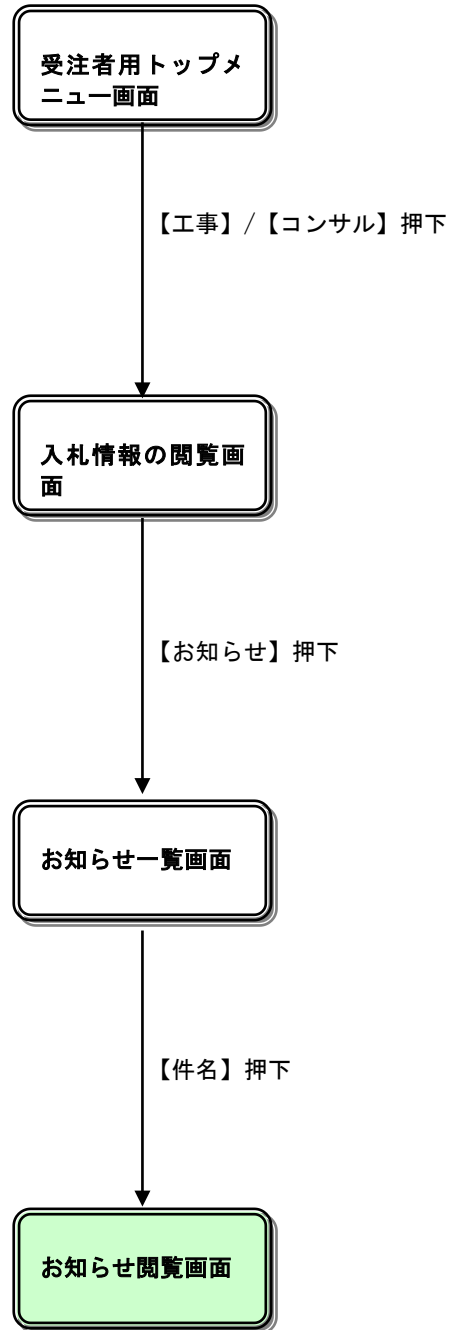 受注者用トップメ
ニュー画面
【工事】/【コンサル】押下
入札情報の閲覧画
面
【お知らせ】押下
お知らせ一覧画面
【件名】押下
お知らせ閲覧画面